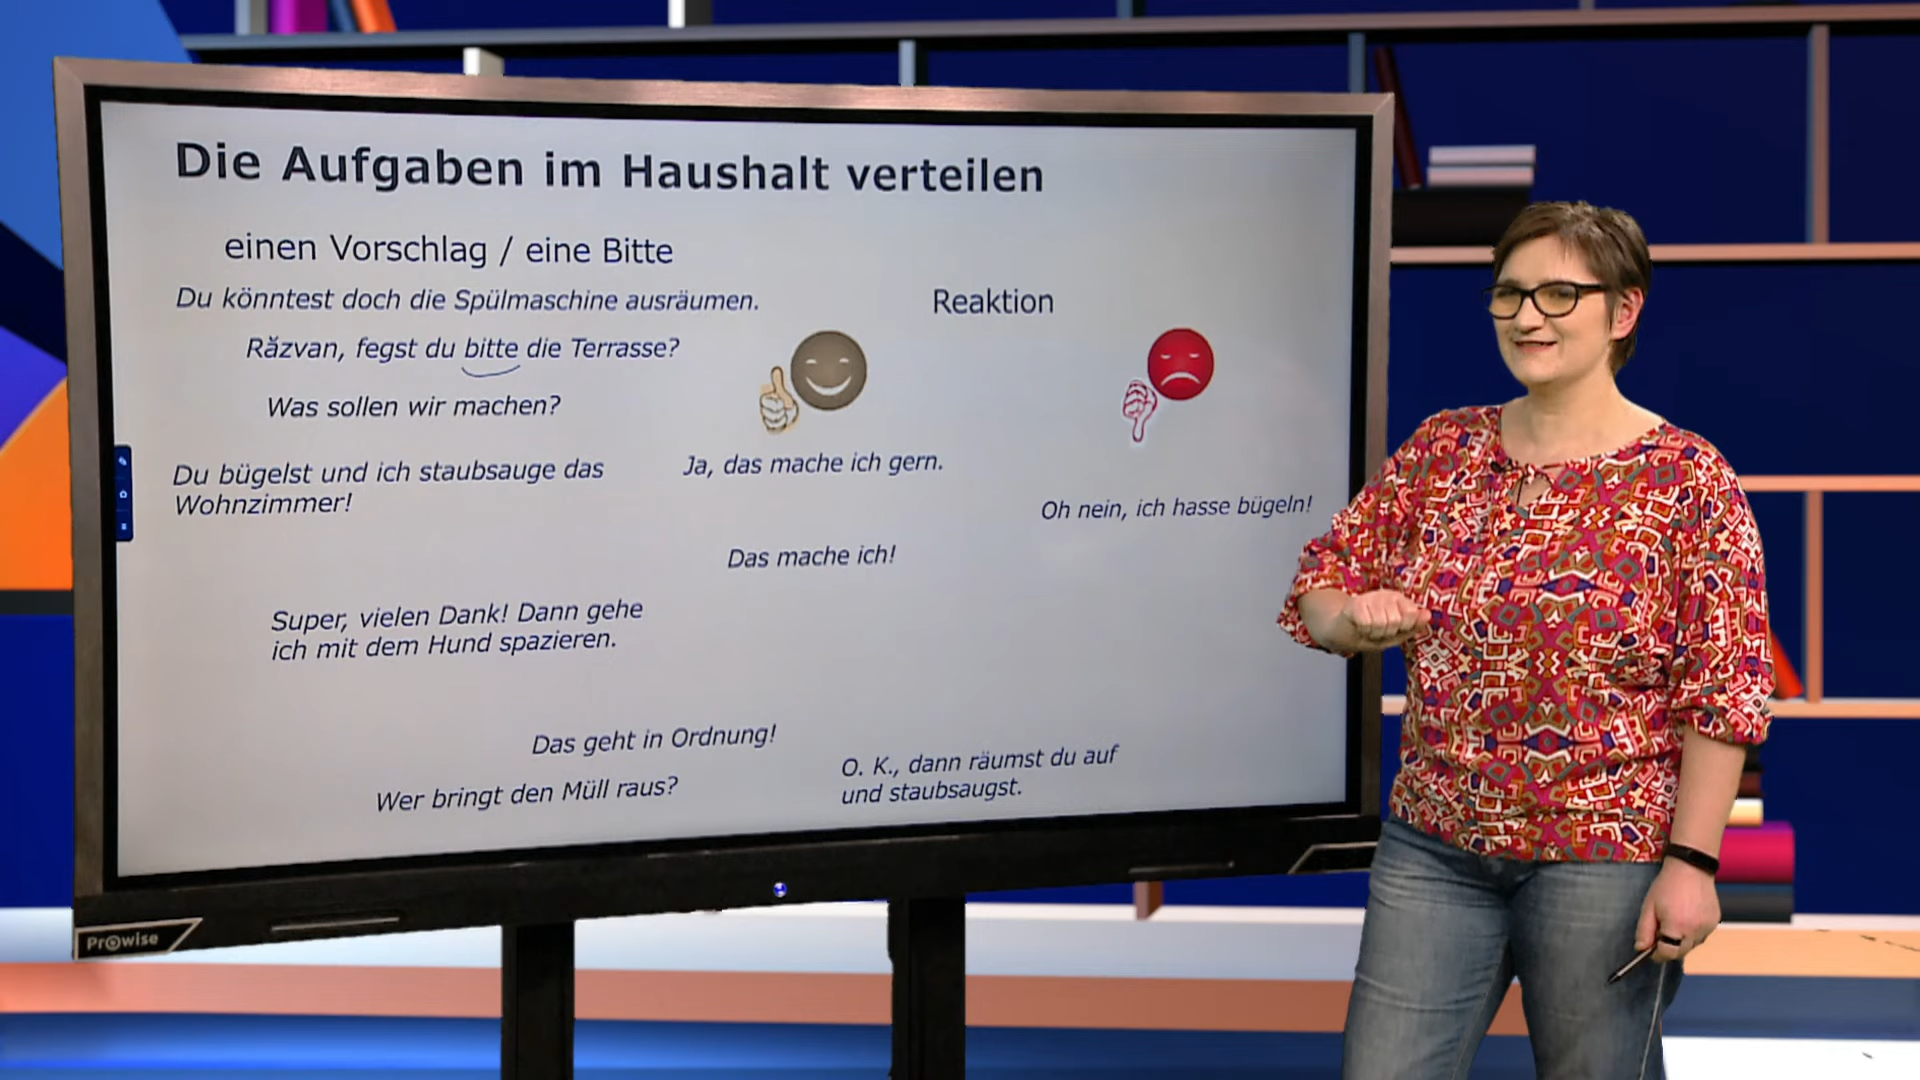 Die Aufgaben im Haushalt verteilen
einen Vorschlag / eine Bitte
Du könntest doch die Spülmaschine ausräumen.
Reaktion
Răzvan, fegst du bitte die Terrasse?
Was sollen wir machen?
Du bügelst und ich staubsauge das
Wohnzimmer!
Ja, das mache ich gern.
Oh nein, ich hasse bügeln!
Das mache ich!
Super, vielen Dank! Dann gehe
ich mit dem Hund spazieren.
Das geht in Ordnung!
Wer bringt den Müll raus?
O. K., dann räumst du auf
und staubsaugst.
Prowise